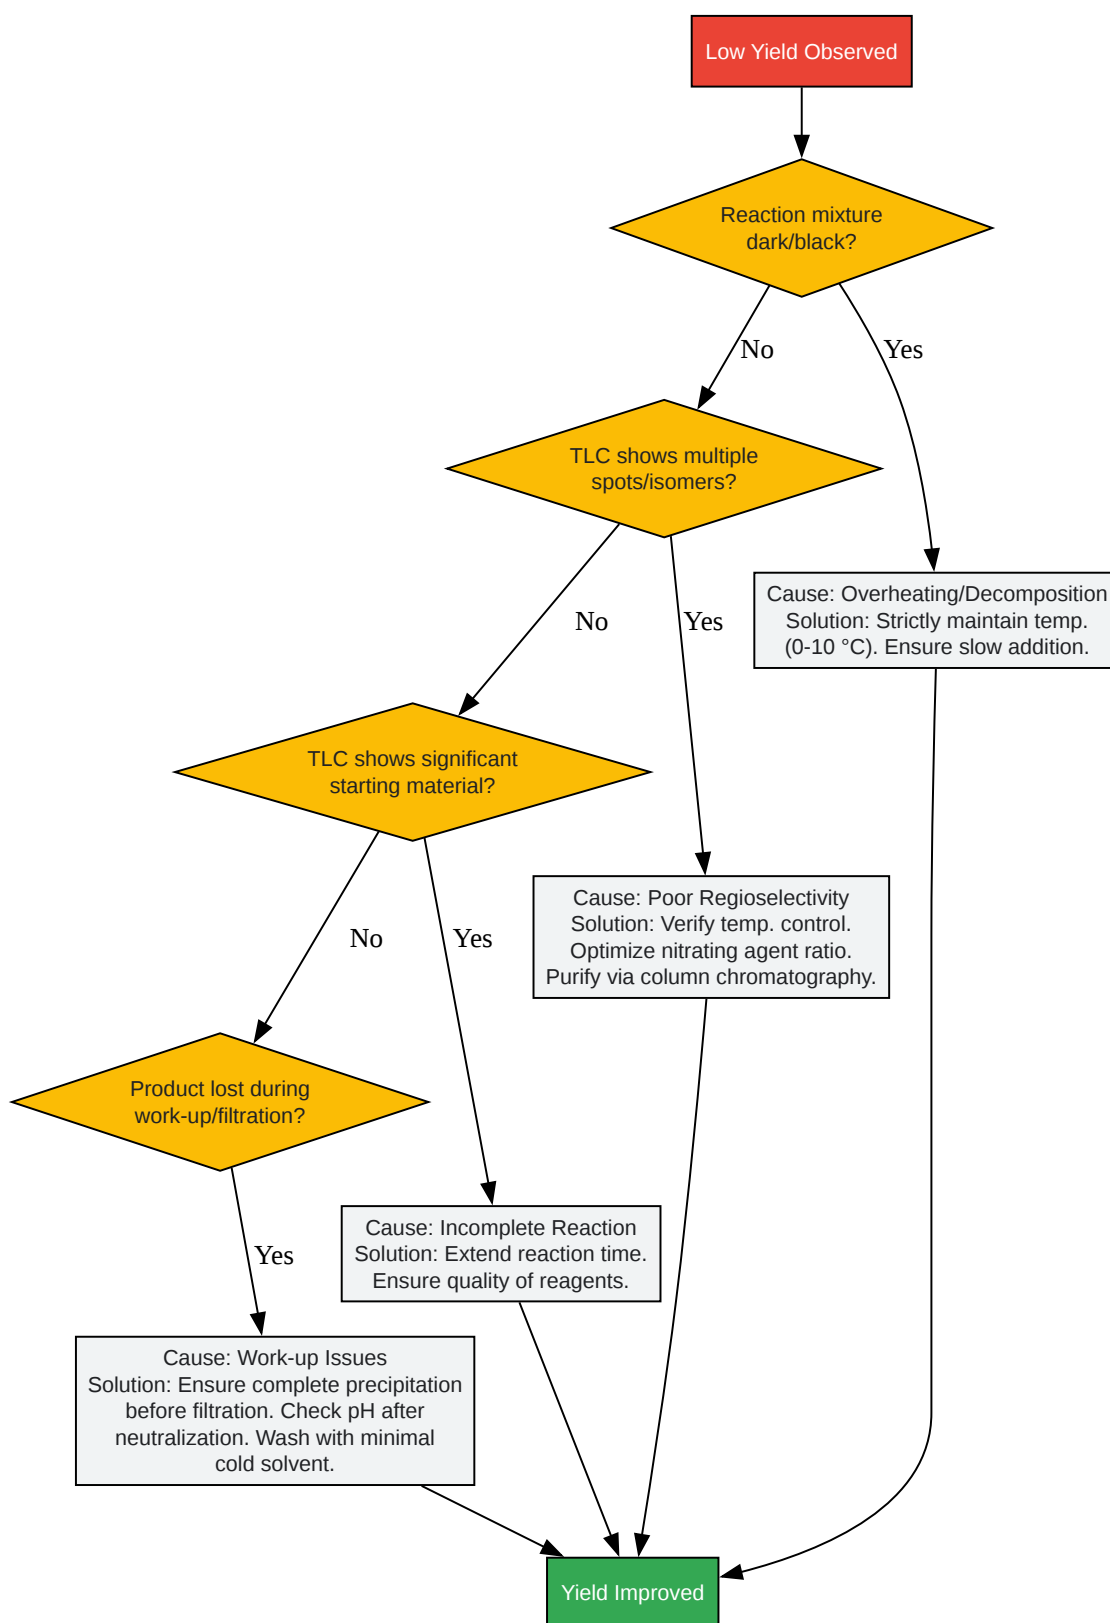 Low Yield Observed
Reaction mixture
dark/black?
No
Yes
TLC shows multiple
spots/isomers?
Cause: Overheating/Decomposition
Solution: Strictly maintain temp.
(0-10 °C). Ensure slow addition.
No
Yes
TLC shows significant
starting material?
Cause: Poor Regioselectivity
Solution: Verify temp. control.
Optimize nitrating agent ratio.
Purify via column chromatography.
No
Yes
Product lost during
work-up/filtration?
Cause: Incomplete Reaction
Solution: Extend reaction time.
Ensure quality of reagents.
Yes
Cause: Work-up Issues
Solution: Ensure complete precipitation
before filtration. Check pH after
neutralization. Wash with minimal
cold solvent.
Yield Improved